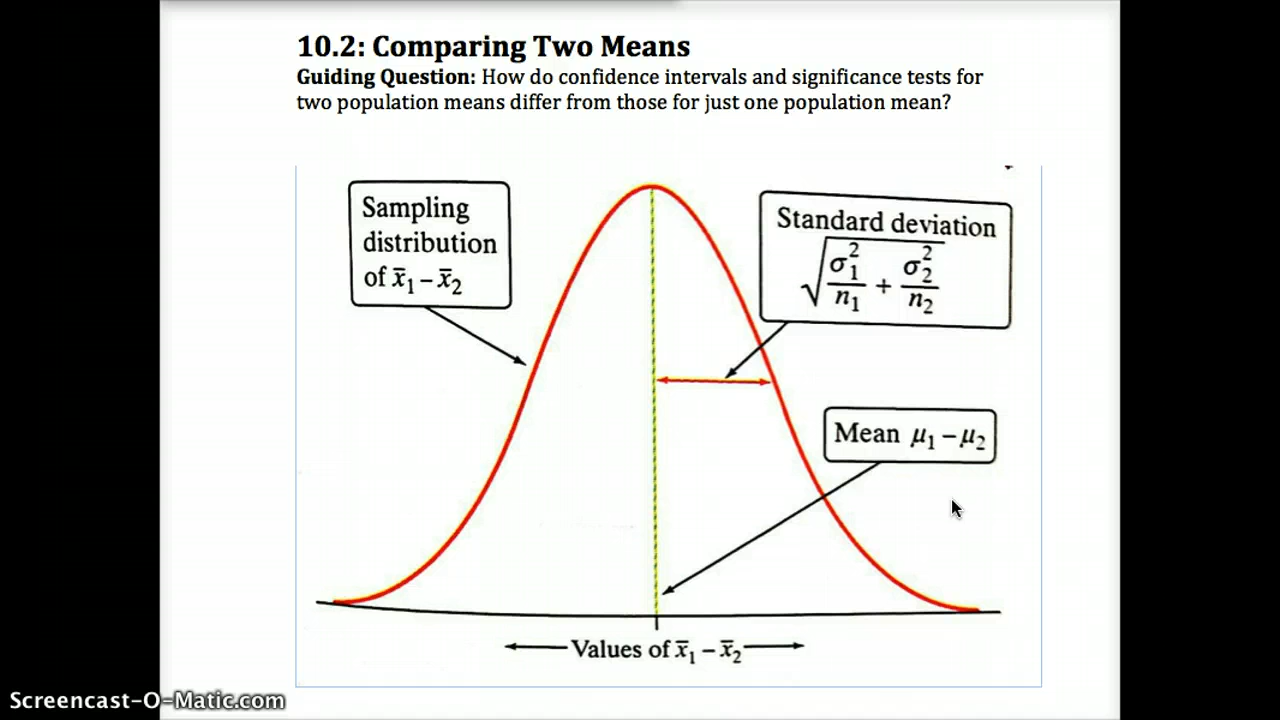 10.2: Comparing Two Means
Guiding Question: How do confidence intervals and significance tests for
two population means differ from those for just one population mean?
Sampling
distribution
of x̄₁ – x̄₂
Standard deviation
√(σ₁²/n₁ + σ₂²/n₂)
Mean μ₁ – μ₂
Values of x̄₁ – x̄₂
Screencast-O-Matic.com